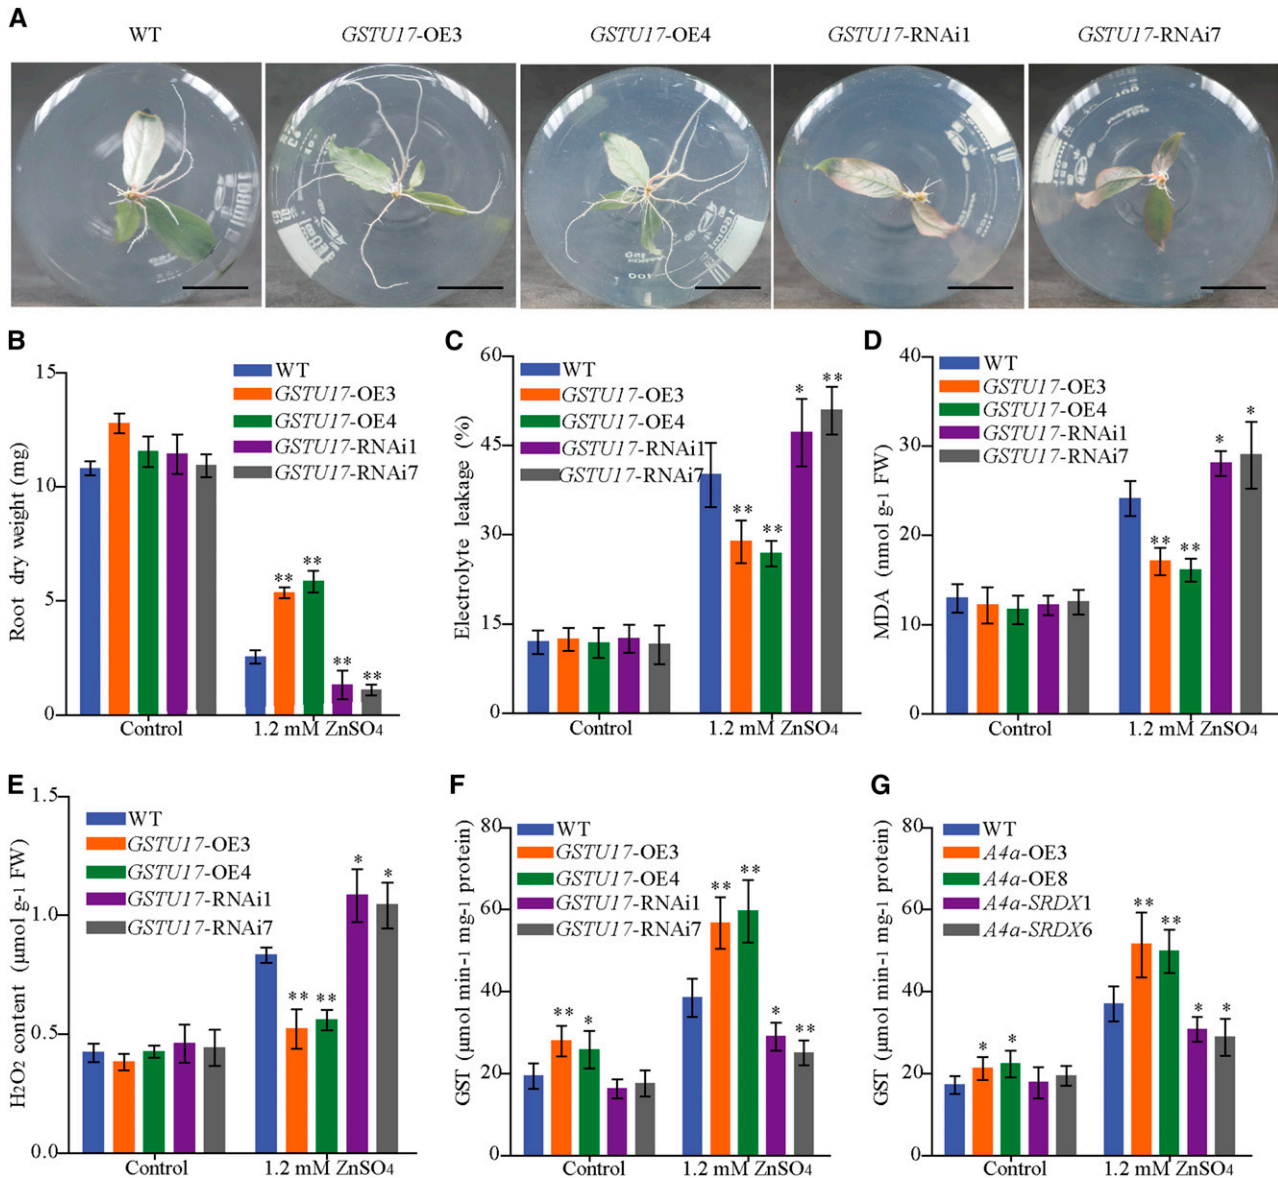 A
WT
GSTU17-OE3
GSTU17-OE4
GSTU17-RNAi1
GSTU17-RNAi7
B
Root dry weight (mg)
15
10
5
0
WT
GSTU17-OE3
GSTU17-OE4
GSTU17-RNAi1
GSTU17-RNAi7
** ** ** **
Control
1.2 mM ZnSO4
C
Electrolyte leakage (%)
60
45
30
15
0
WT
GSTU17-OE3
GSTU17-OE4
GSTU17-RNAi1
GSTU17-RNAi7
** ** * **
Control
1.2 mM ZnSO4
D
MDA (nmol g-1 FW)
40
30
20
10
0
WT
GSTU17-OE3
GSTU17-OE4
GSTU17-RNAi1
GSTU17-RNAi7
** ** * *
Control
1.2 mM ZnSO4
E
H2O2 content (μmol g-1 FW)
1.5
1.0
0.5
0.0
WT
GSTU17-OE3
GSTU17-OE4
GSTU17-RNAi1
GSTU17-RNAi7
** ** * *
Control
1.2 mM ZnSO4
F
GST (μmol min-1 mg-1 protein)
80
60
40
20
0
WT
GSTU17-OE3
GSTU17-OE4
GSTU17-RNAi1
GSTU17-RNAi7
** * ** ** * **
Control
1.2 mM ZnSO4
G
GST (μmol min-1 mg-1 protein)
80
60
40
20
0
WT
A4a-OE3
A4a-OE8
A4a-SRDX1
A4a-SRDX6
* * ** ** * *
Control
1.2 mM ZnSO4